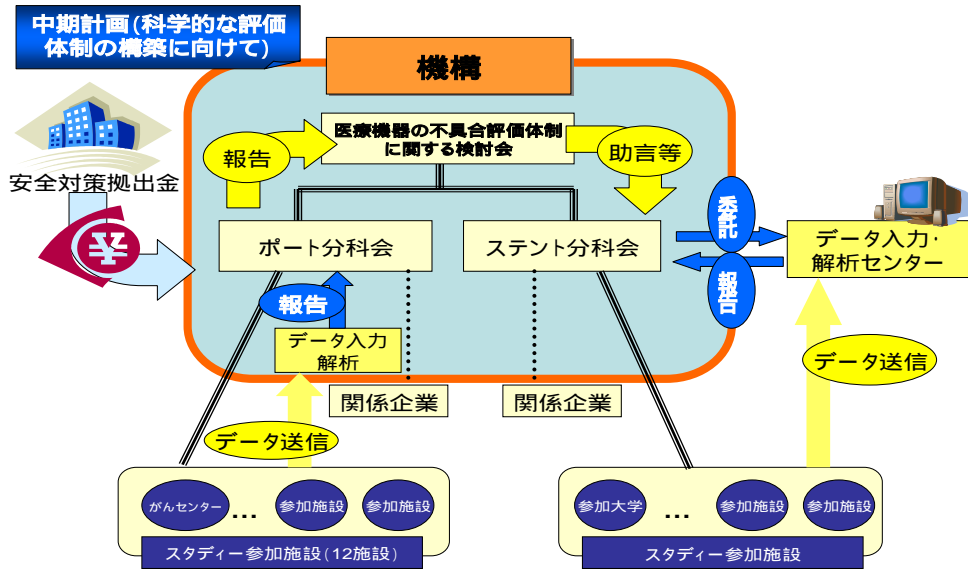 中期計画(科学的な評価
体制の構築に向けて)
機構
医療機器の不具合評価体制
に関する検討会
報告
助言等
安全対策拠出金
ポート分科会
ステント分科会
委託
報告
データ入力・
解析センター
報告
データ入力
解析
データ送信
関係企業
関係企業
データ送信
がんセンター
...
参加施設
参加施設
スタディー参加施設(12施設)
参加大学
...
参加施設
参加施設
スタディー参加施設